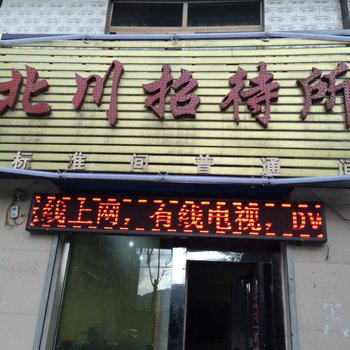 北川招待所
标准间普通间
线上网，有线电视，DV